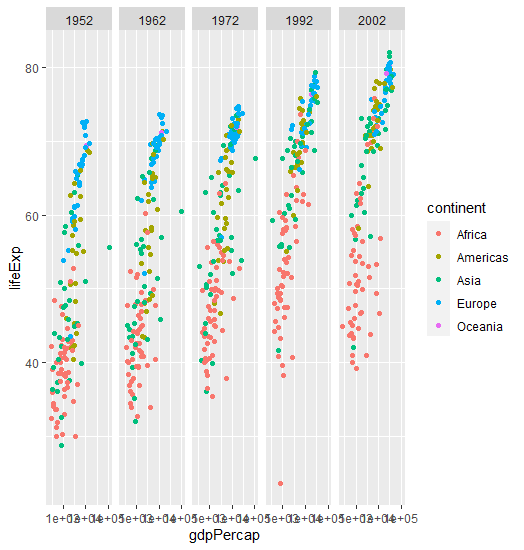 1952 1962 1972 1992 2002
80
60
40
lifeExp
gdpPercap
continent
Africa
Americas
Asia
Europe
Oceania